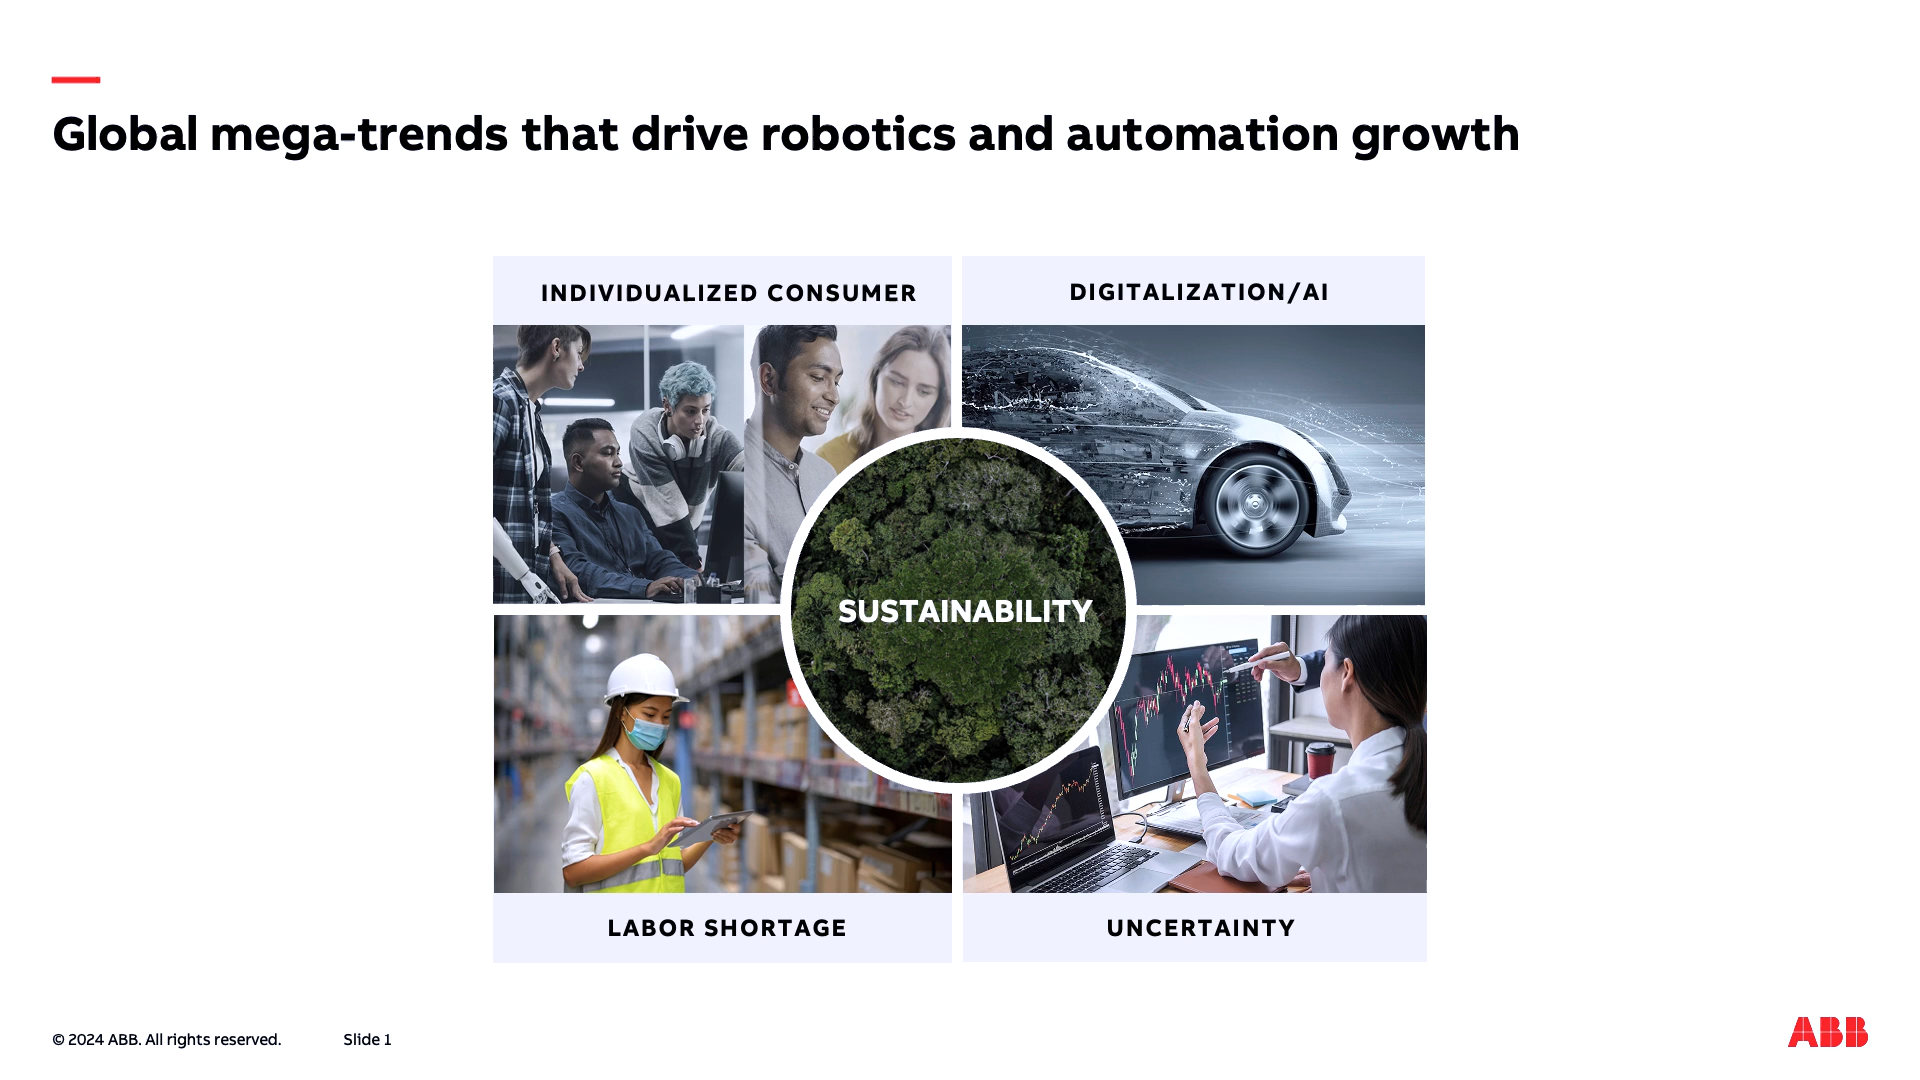 Global mega-trends that drive robotics and automation growth
INDIVIDUALIZED CONSUMER
DIGITALIZATION/AI
SUSTAINABILITY
LABOR SHORTAGE
UNCERTAINTY
© 2024 ABB. All rights reserved.
Slide 1
ABB